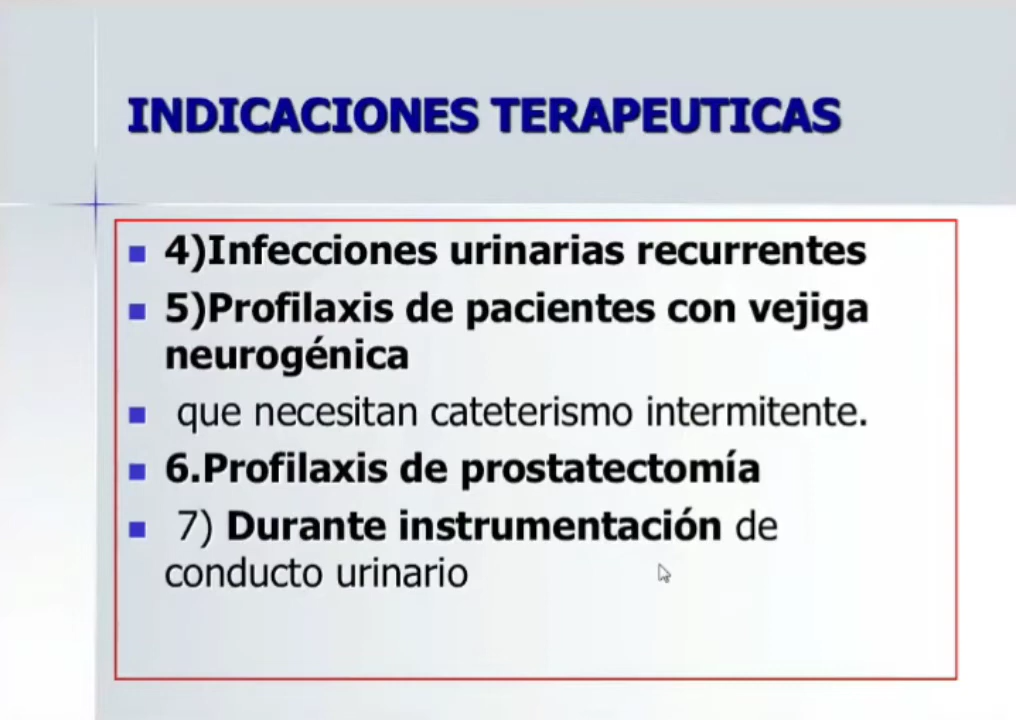 INDICACIONES TERAPEUTICAS
4)Infecciones urinarias recurrentes
5)Profilaxis de pacientes con vejiga
neurogénica
que necesitan cateterismo intermitente.
6.Profilaxis de prostatectomía
7) Durante instrumentación de
conducto urinario